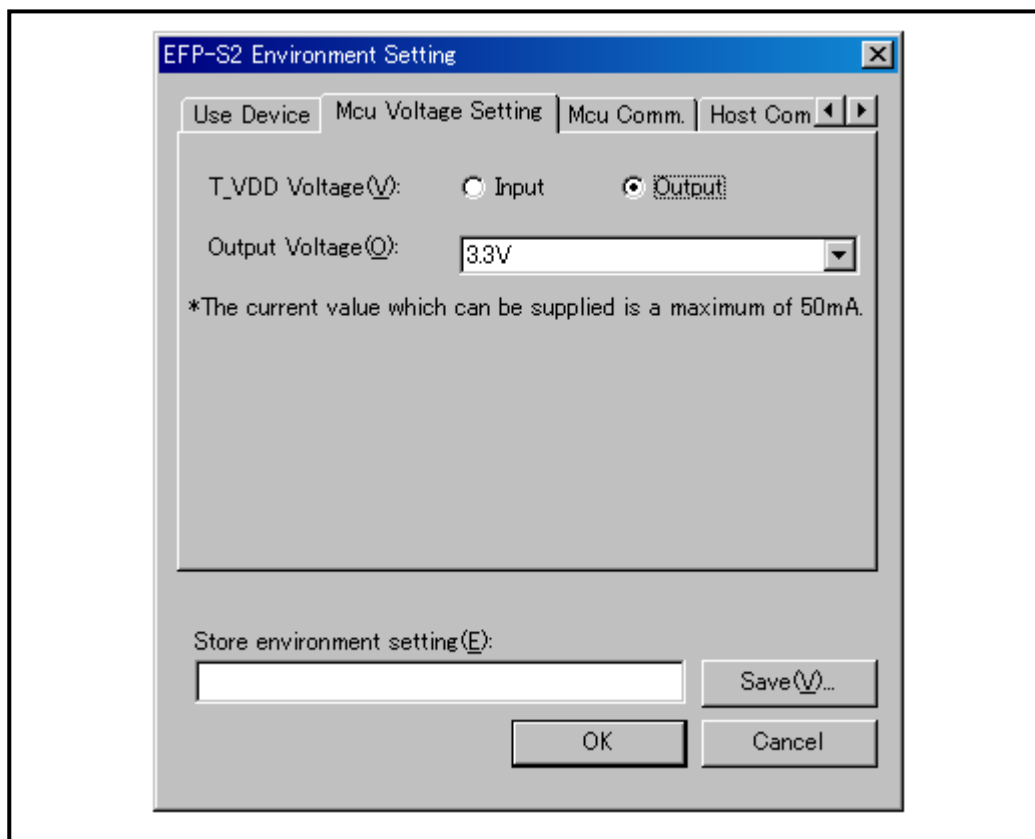 EFP-S2 Environment Setting
Use Device Mcu Voltage Setting Mcu Comm. Host Com
T_VDD Voltage(V): Input Output
Output Voltage(O): 3.3V
*The current value which can be supplied is a maximum of 50mA.
Store environment setting(E):
Save(V)...
OK Cancel